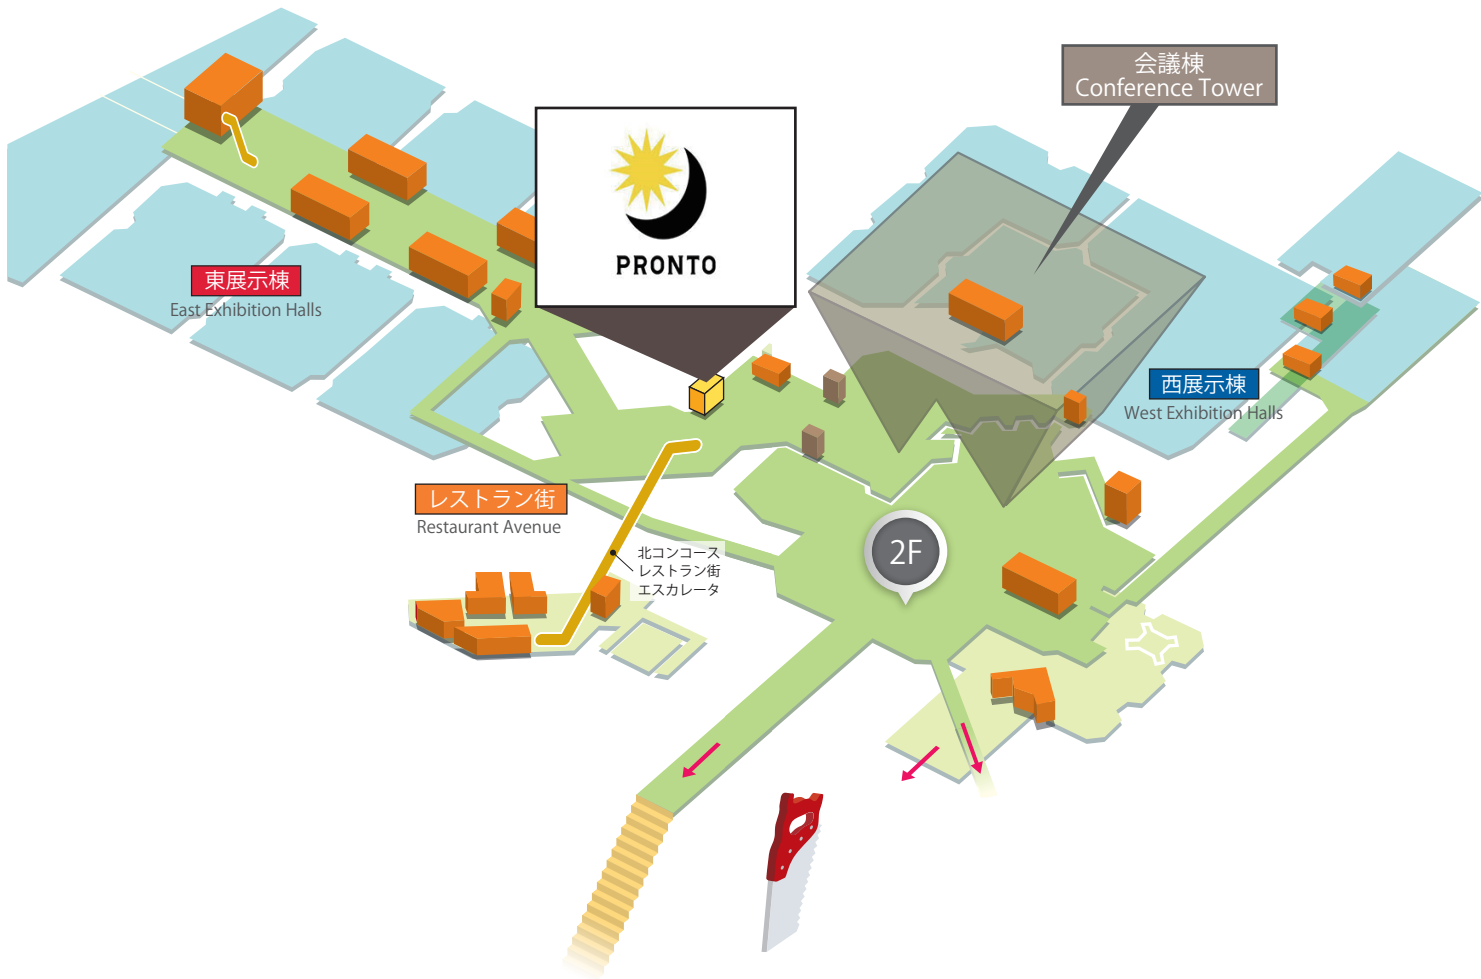 会議棟
Conference Tower
PRONTO
東展示棟
East Exhibition Halls
西展示棟
West Exhibition Halls
レストラン街
Restaurant Avenue
北コンコース
レストラン街
エスカレータ
2F